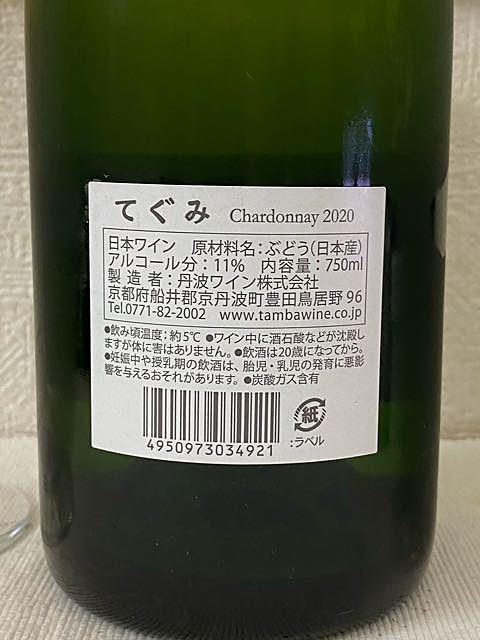 てぐみ Chardonnay 2020
日本ワイン 原材料名:ぶどう(日本産)
アルコール分:11% 内容量:750ml
製造者:丹波ワイン株式会社
京都府船井郡京丹波町豊田鳥居野 96
Tel.0771-82-2002 www.tambawine.co.jp
●飲み頃温度:約5℃ ●ワイン中に酒石酸などが沈殿し
ますが体に害はありません。●飲酒は20歳になってから。
●妊娠中や授乳期の飲酒は、胎児・乳児の発育に悪影
響を与えるおそれがあります。●炭酸ガス含有
4950973034921
紙
:ラベル